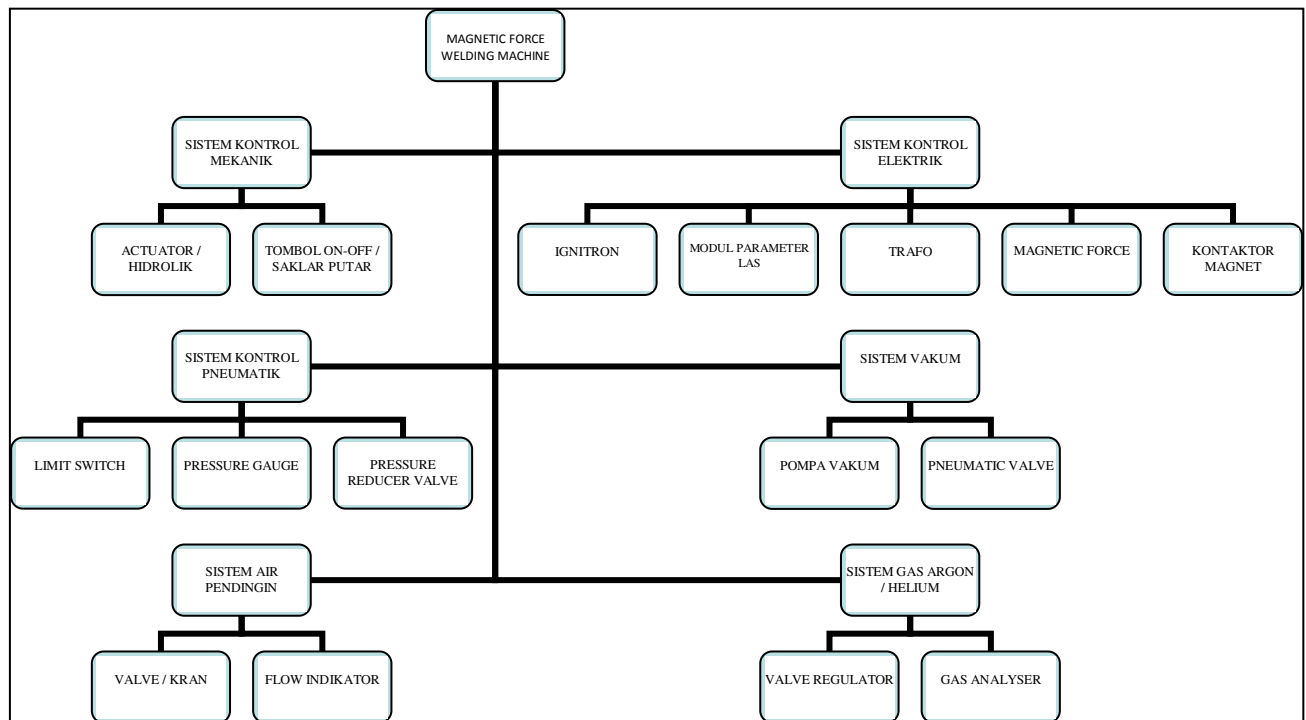 MAGNETIC FORCE
WELDING MACHINE
SISTEM KONTROL
MEKANIK
SISTEM KONTROL
ELEKTRIK
ACTUATOR /
HIDROLIK
TOMBOL ON-OFF /
SAKLAR PUTAR
IGNITRON
MODUL PARAMETER
LAS
TRAFO
MAGNETIC FORCE
KONTAKTOR
MAGNET
SISTEM KONTROL
PNEUMATIK
SISTEM VAKUM
LIMIT SWITCH
PRESSURE GAUGE
PRESSURE
REDUCER VALVE
POMPA VAKUM
PNEUMATIC VALVE
SISTEM AIR
PENDINGIN
SISTEM GAS ARGON
/ HELIUM
VALVE / KRAN
FLOW INDIKATOR
VALVE REGULATOR
GAS ANALYSER